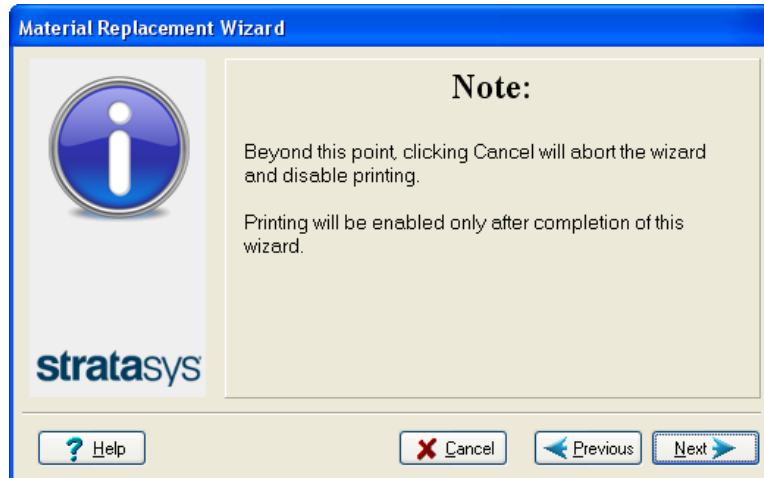 Material Replacement Wizard
Note:
Beyond this point, clicking Cancel will abort the wizard
and disable printing.
Printing will be enabled only after completion of this
wizard.
stratasys
? Help
Cancel
Previous
Next